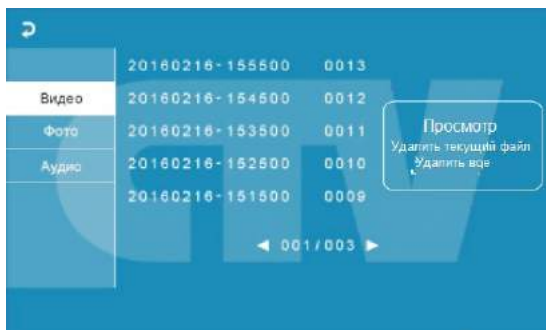 20160216-155500 0013
Видео 20160216-154500 0012
Фото 20160216-153500 0011
Аудио 20160216-152500 0010
20160216-151500 0009
Просмотр
Удалить текущий файл
Удалить все
◀ 001/003 ▶
CTV